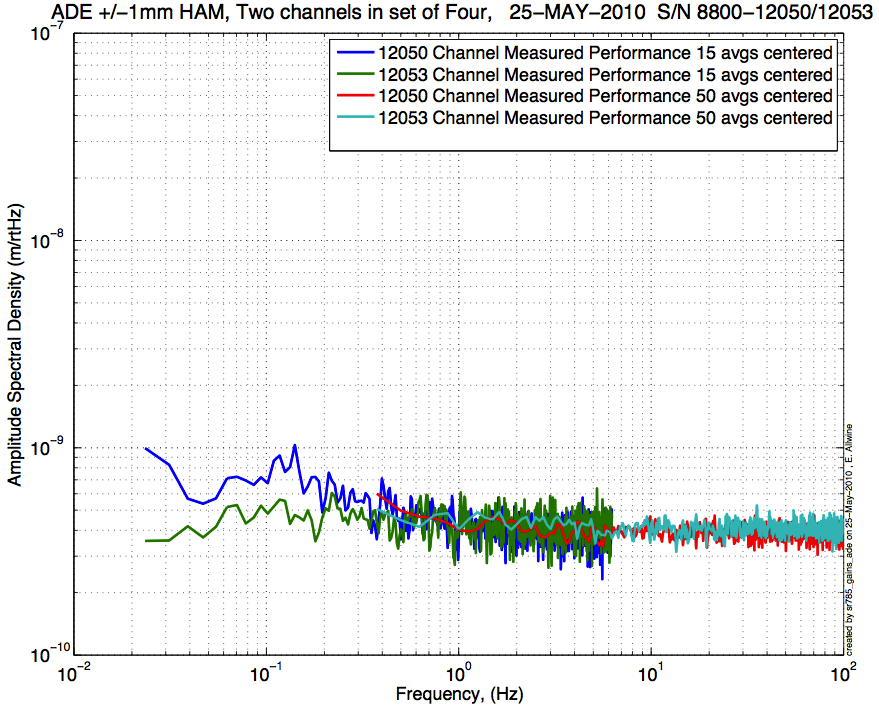 ADE +/−1mm HAM, Two channels in set of Four, 25−MAY−2010 S/N 8800−12050/12053
12050 Channel Measured Performance 15 avgs centered
12053 Channel Measured Performance 15 avgs centered
12050 Channel Measured Performance 50 avgs centered
12053 Channel Measured Performance 50 avgs centered
10⁻⁷
10⁻⁸
10⁻⁹
10⁻¹⁰
Amplitude Spectral Density (m/rtHz)
10⁻²
10⁻¹
10⁰
10¹
10²
Frequency, (Hz)
created by sr785_gains_ade on 25−May−2010 , E. Allwine